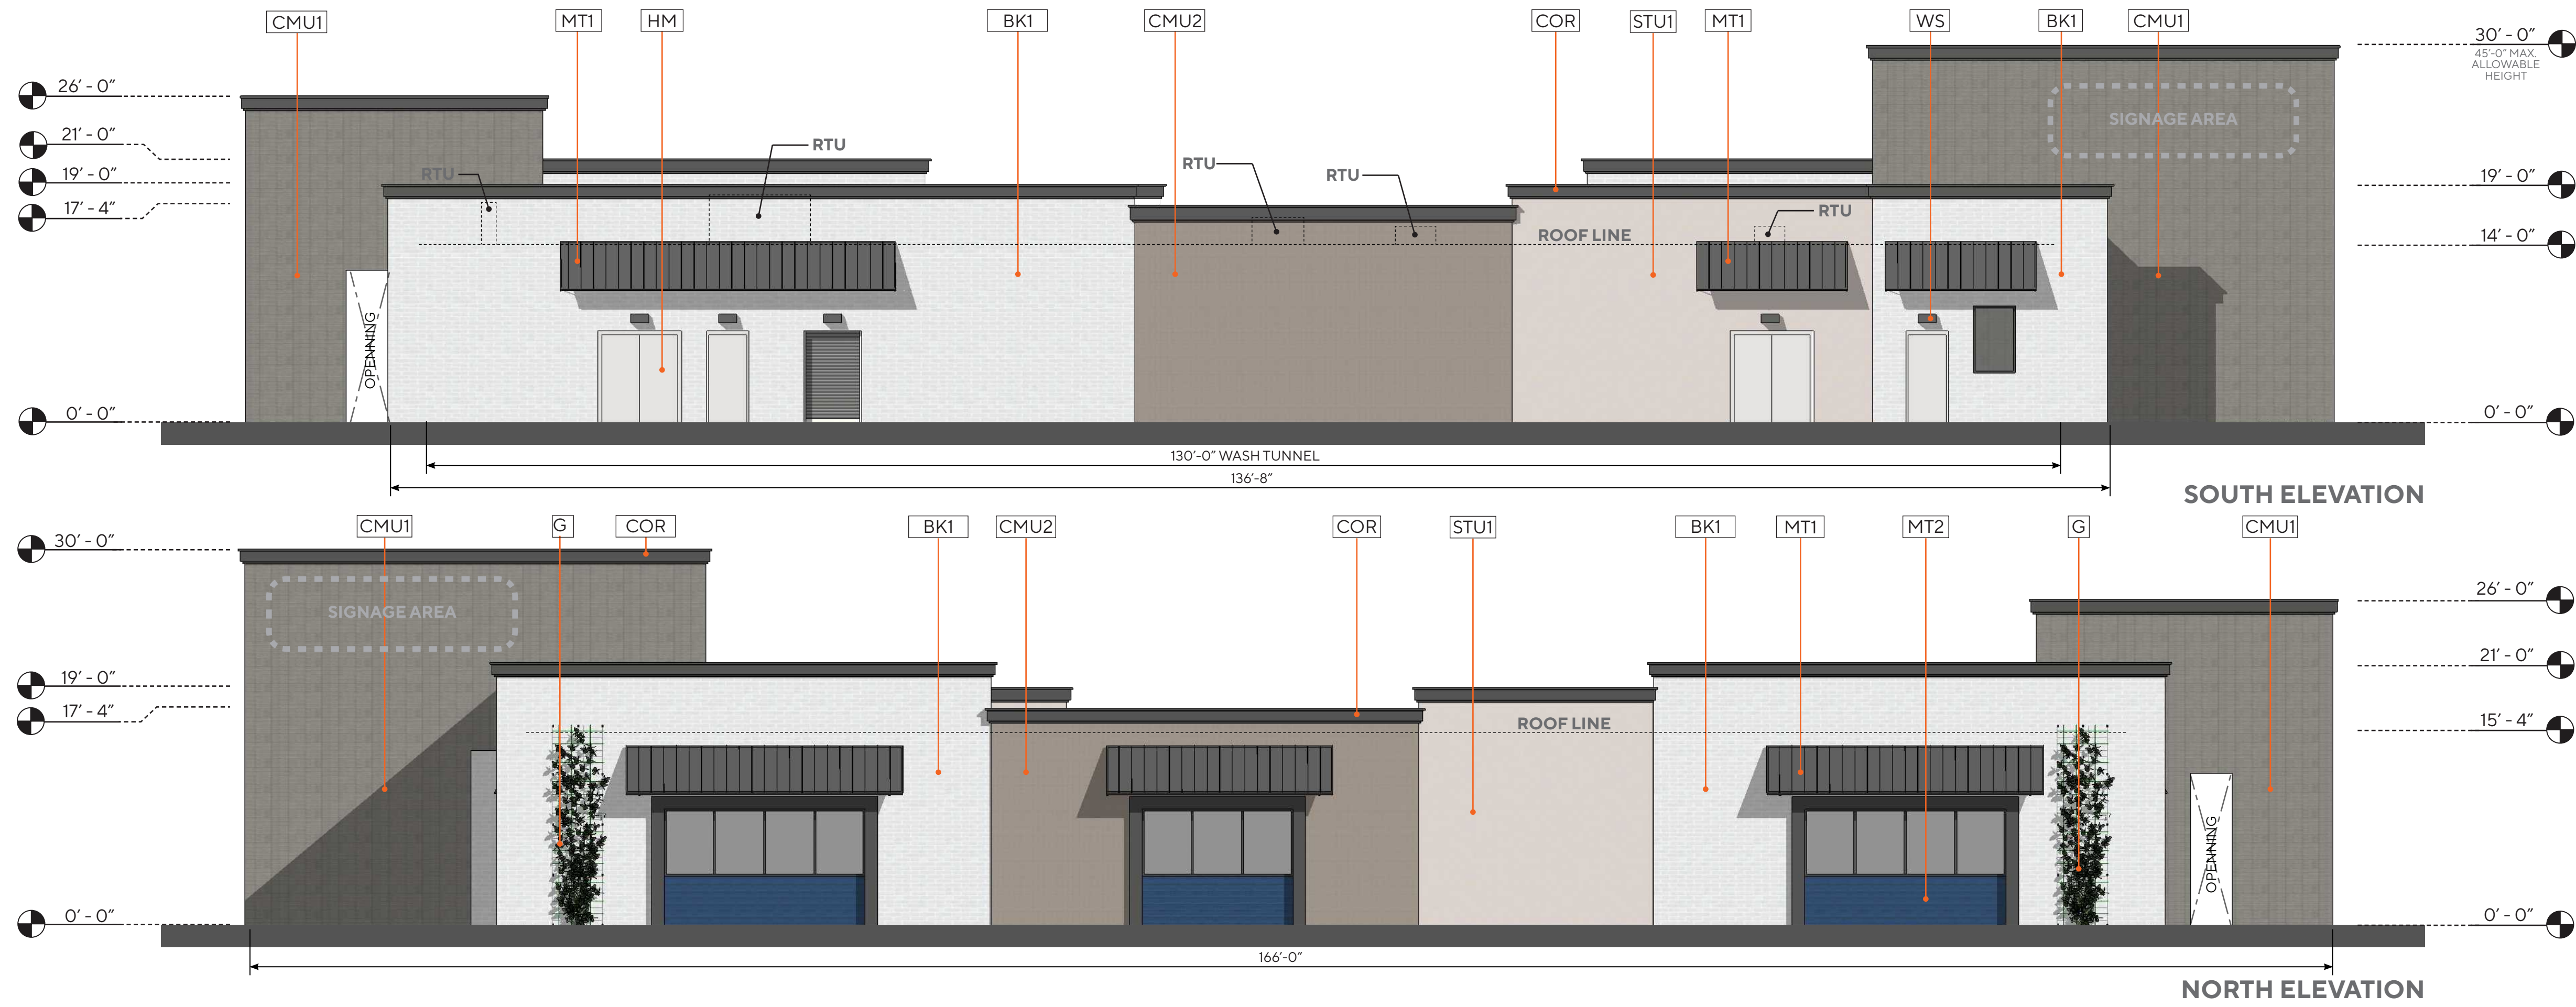 CMU1
MT1
HM
BK1
CMU2
COR
STU1
MT1
WS
BK1
CMU1
30' - 0"
45'-0" MAX.
ALLOWABLE
HEIGHT
26' - 0"
21' - 0"
19' - 0"
17' - 4"
0' - 0"
RTU
RTU
RTU
RTU
RTU
ROOF LINE
SIGNAGE AREA
OPENNING
19' - 0"
14' - 0"
0' - 0"
130'-0" WASH TUNNEL
136'-8"
SOUTH ELEVATION
CMU1
G
COR
BK1
CMU2
COR
STU1
BK1
MT1
MT2
G
CMU1
30' - 0"
19' - 0"
17' - 4"
0' - 0"
SIGNAGE AREA
ROOF LINE
OPENNING
26' - 0"
21' - 0"
15' - 4"
0' - 0"
166'-0"
NORTH ELEVATION